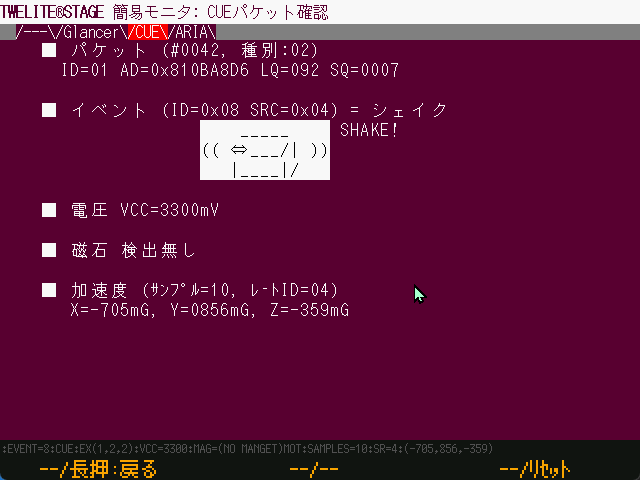 TWELITE®STAGE 簡易モニタ: CUEパケット確認
/---\/Glancer\/CUE\/ARIA\
■ パケット (#0042, 種別:02)
ID=01 AD=0x810BA8D6 LQ=092 SQ=0007
■ イベント (ID=0x08 SRC=0x04) = シェイク
_____ SHAKE!
(( ⇔___/| ))
|____|/
■ 電圧 VCC=3300mV
■ 磁石 検出無し
■ 加速度 (ｻﾝﾌﾟﾙ=10, ﾚｰﾄID=04)
X=-705mG, Y=0856mG, Z=-359mG
:EVENT=8:CUE:EX(1,2,2):VCC=3300:MAG=(NO MANGET)MOT:SAMPLES=10:SR=4:(-705,856,-359)
--/長押:戻る --/-- --/ﾘｾｯﾄ